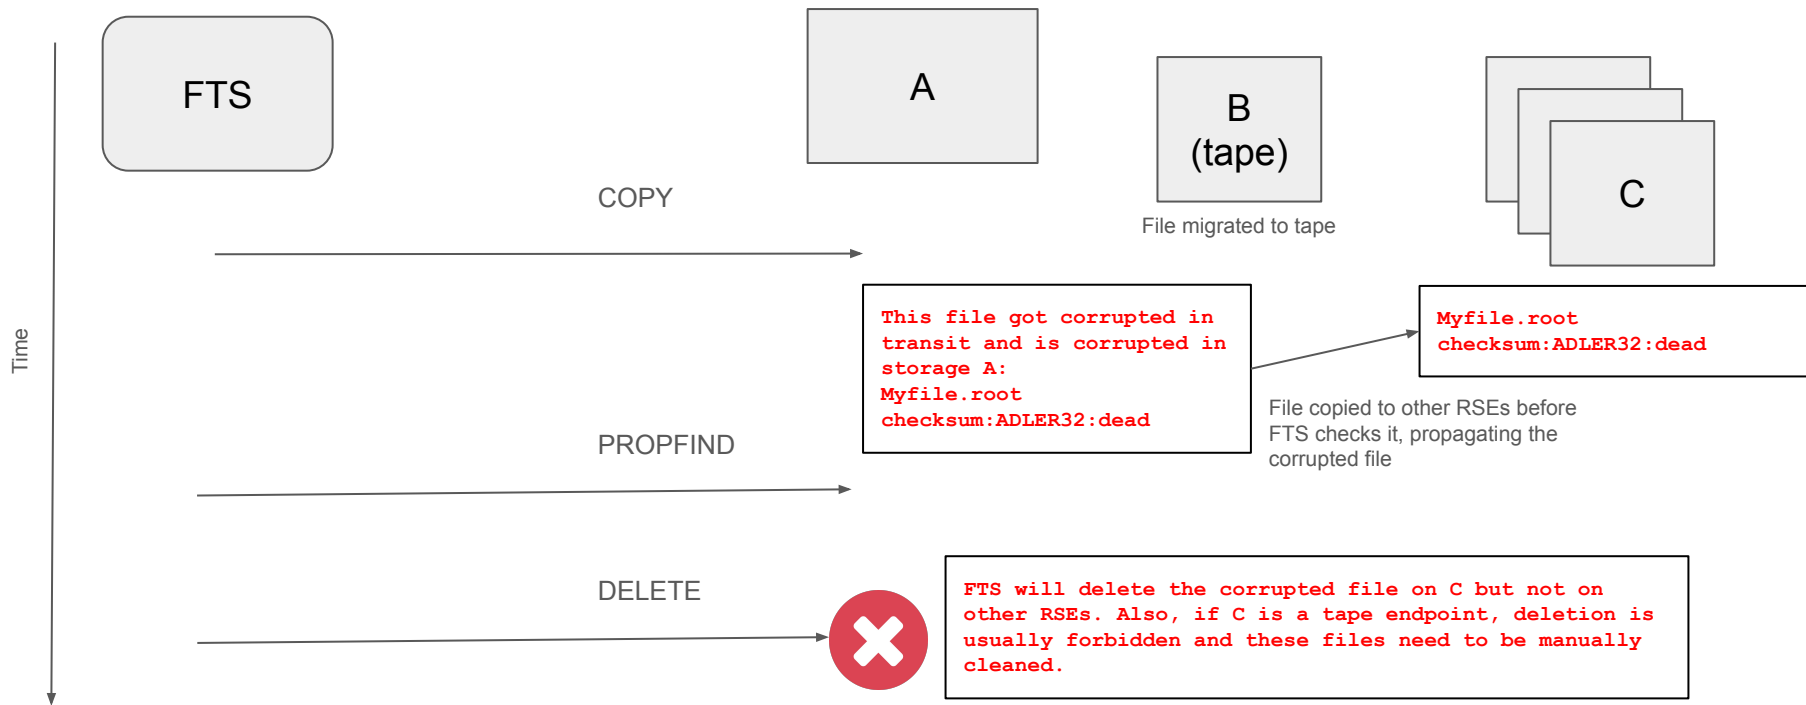 FTS
A
B
(tape)
C
COPY
File migrated to tape
This file got corrupted in
transit and is corrupted in
storage A:
Myfile.root
checksum:ADLER32:dead
Myfile.root
checksum:ADLER32:dead
Time
File copied to other RSEs before
FTS checks it, propagating the
corrupted file
PROPFIND
DELETE
FTS will delete the corrupted file on C but not on
other RSEs. Also, if C is a tape endpoint, deletion is
usually forbidden and these files need to be manually
cleaned.